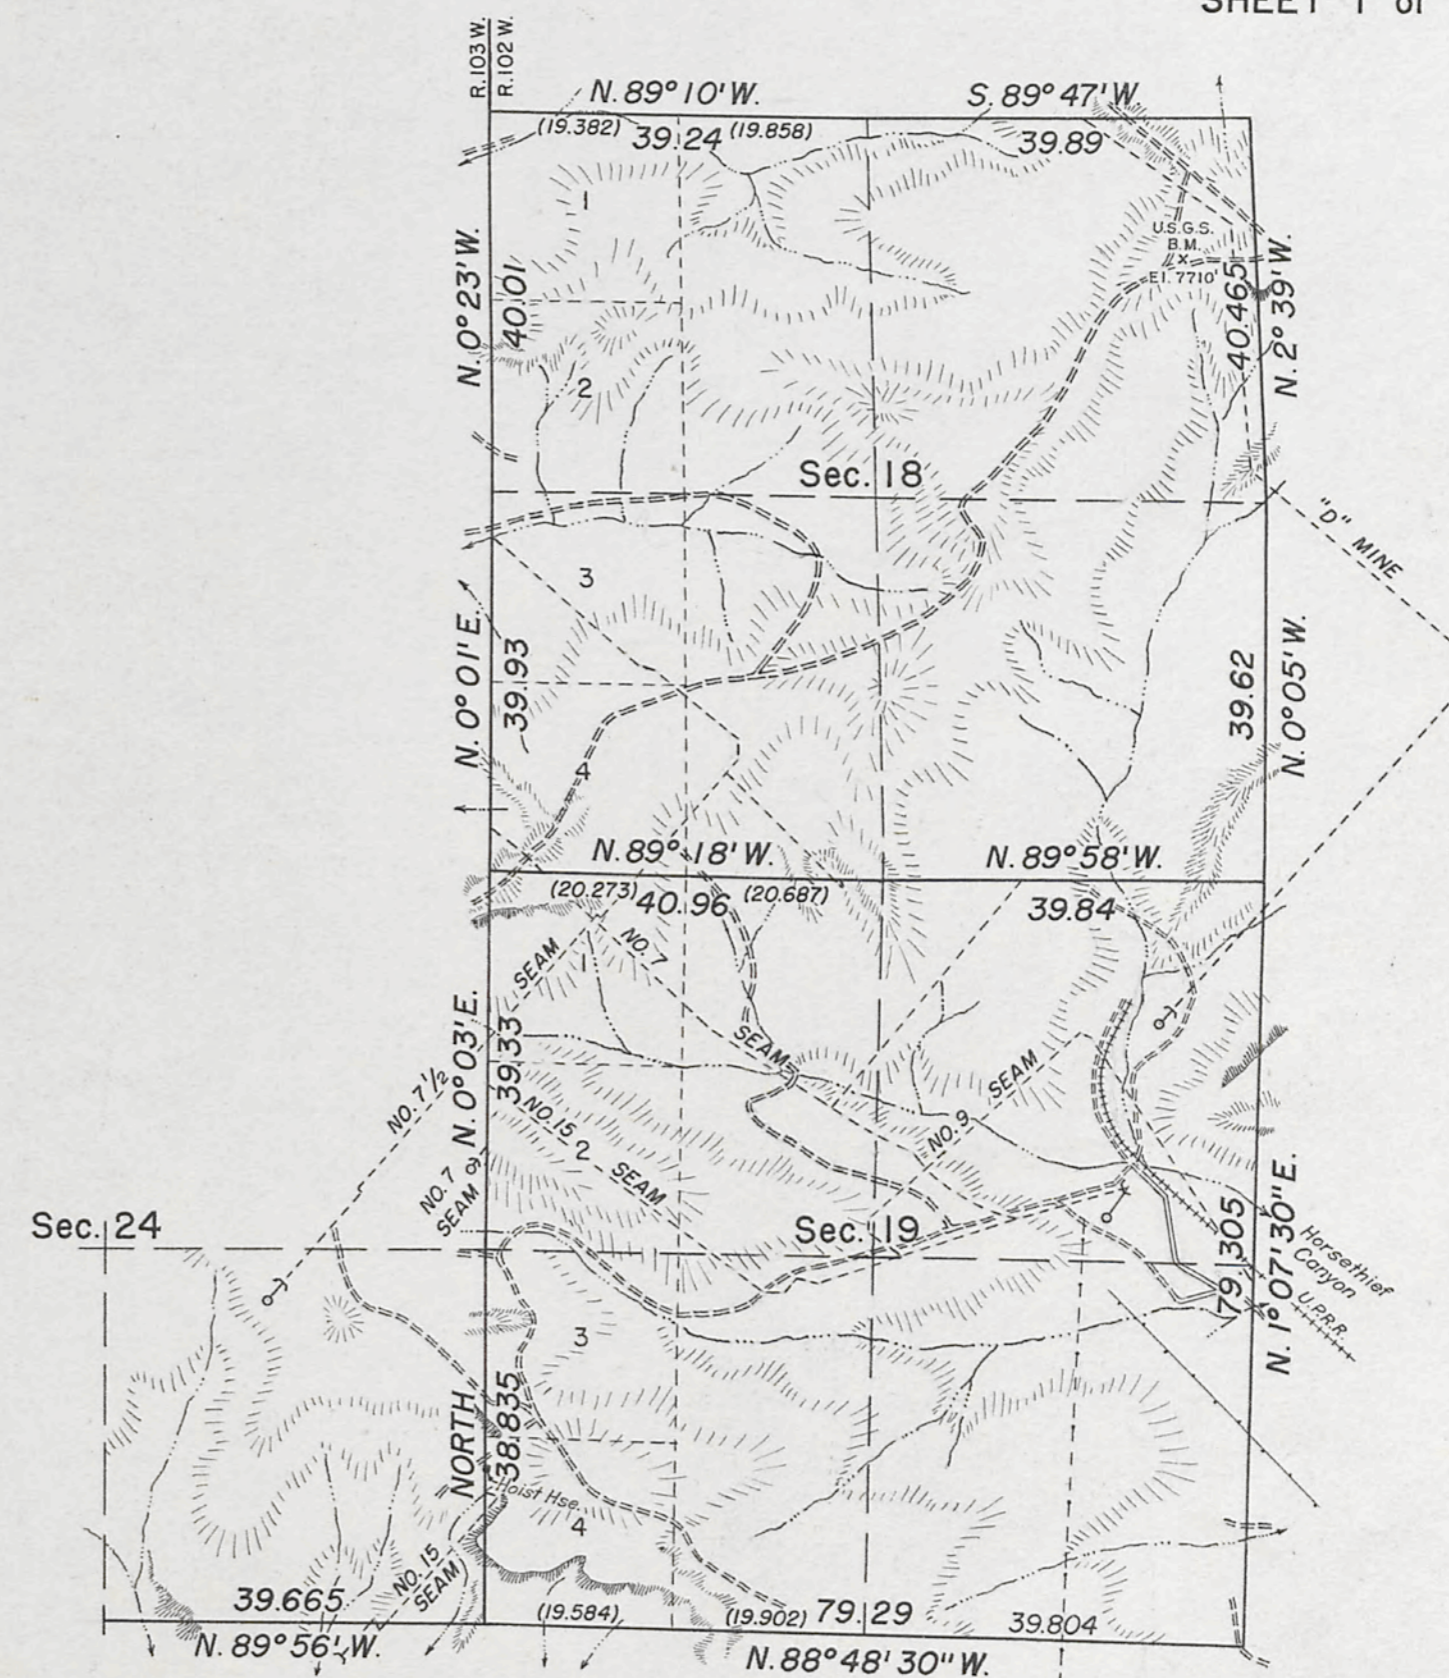 SHEET 1 of
R.103 W.
R.102 W.
N. 89° 10' W.
S. 89° 47' W.
(19.382)
39.24
(19.858)
39.89
1
U.S.G.S.
B.M.
x
El. 7710'
N. 0° 23' W.
40.01
40.465
N. 2° 39' W.
2
Sec. 18
"D" MINE
3
N. 0° 01' E.
39.93
39.62
N. 0° 05' W.
4
N. 89° 18' W.
N. 89° 58' W.
(20.273)
40.96
(20.687)
39.84
SEAM
NO. 7
1
N. 0° 03' E.
39.33
SEAM
SEAM
NO. 7 1/2
NO. 15
NO. 9
2
SEAM
NO. 7
SEAM
Sec. 24
Sec. 19
79.305
N. 1° 07' 30" E.
Horsethief
Canyon
U.P.R.R.
3
NORTH
38.835
Hoist Hse.
4
NO. 15
SEAM
39.665
(19.584)
(19.902)
79.29
39.804
N. 89° 56' W.
N. 88° 48' 30" W.